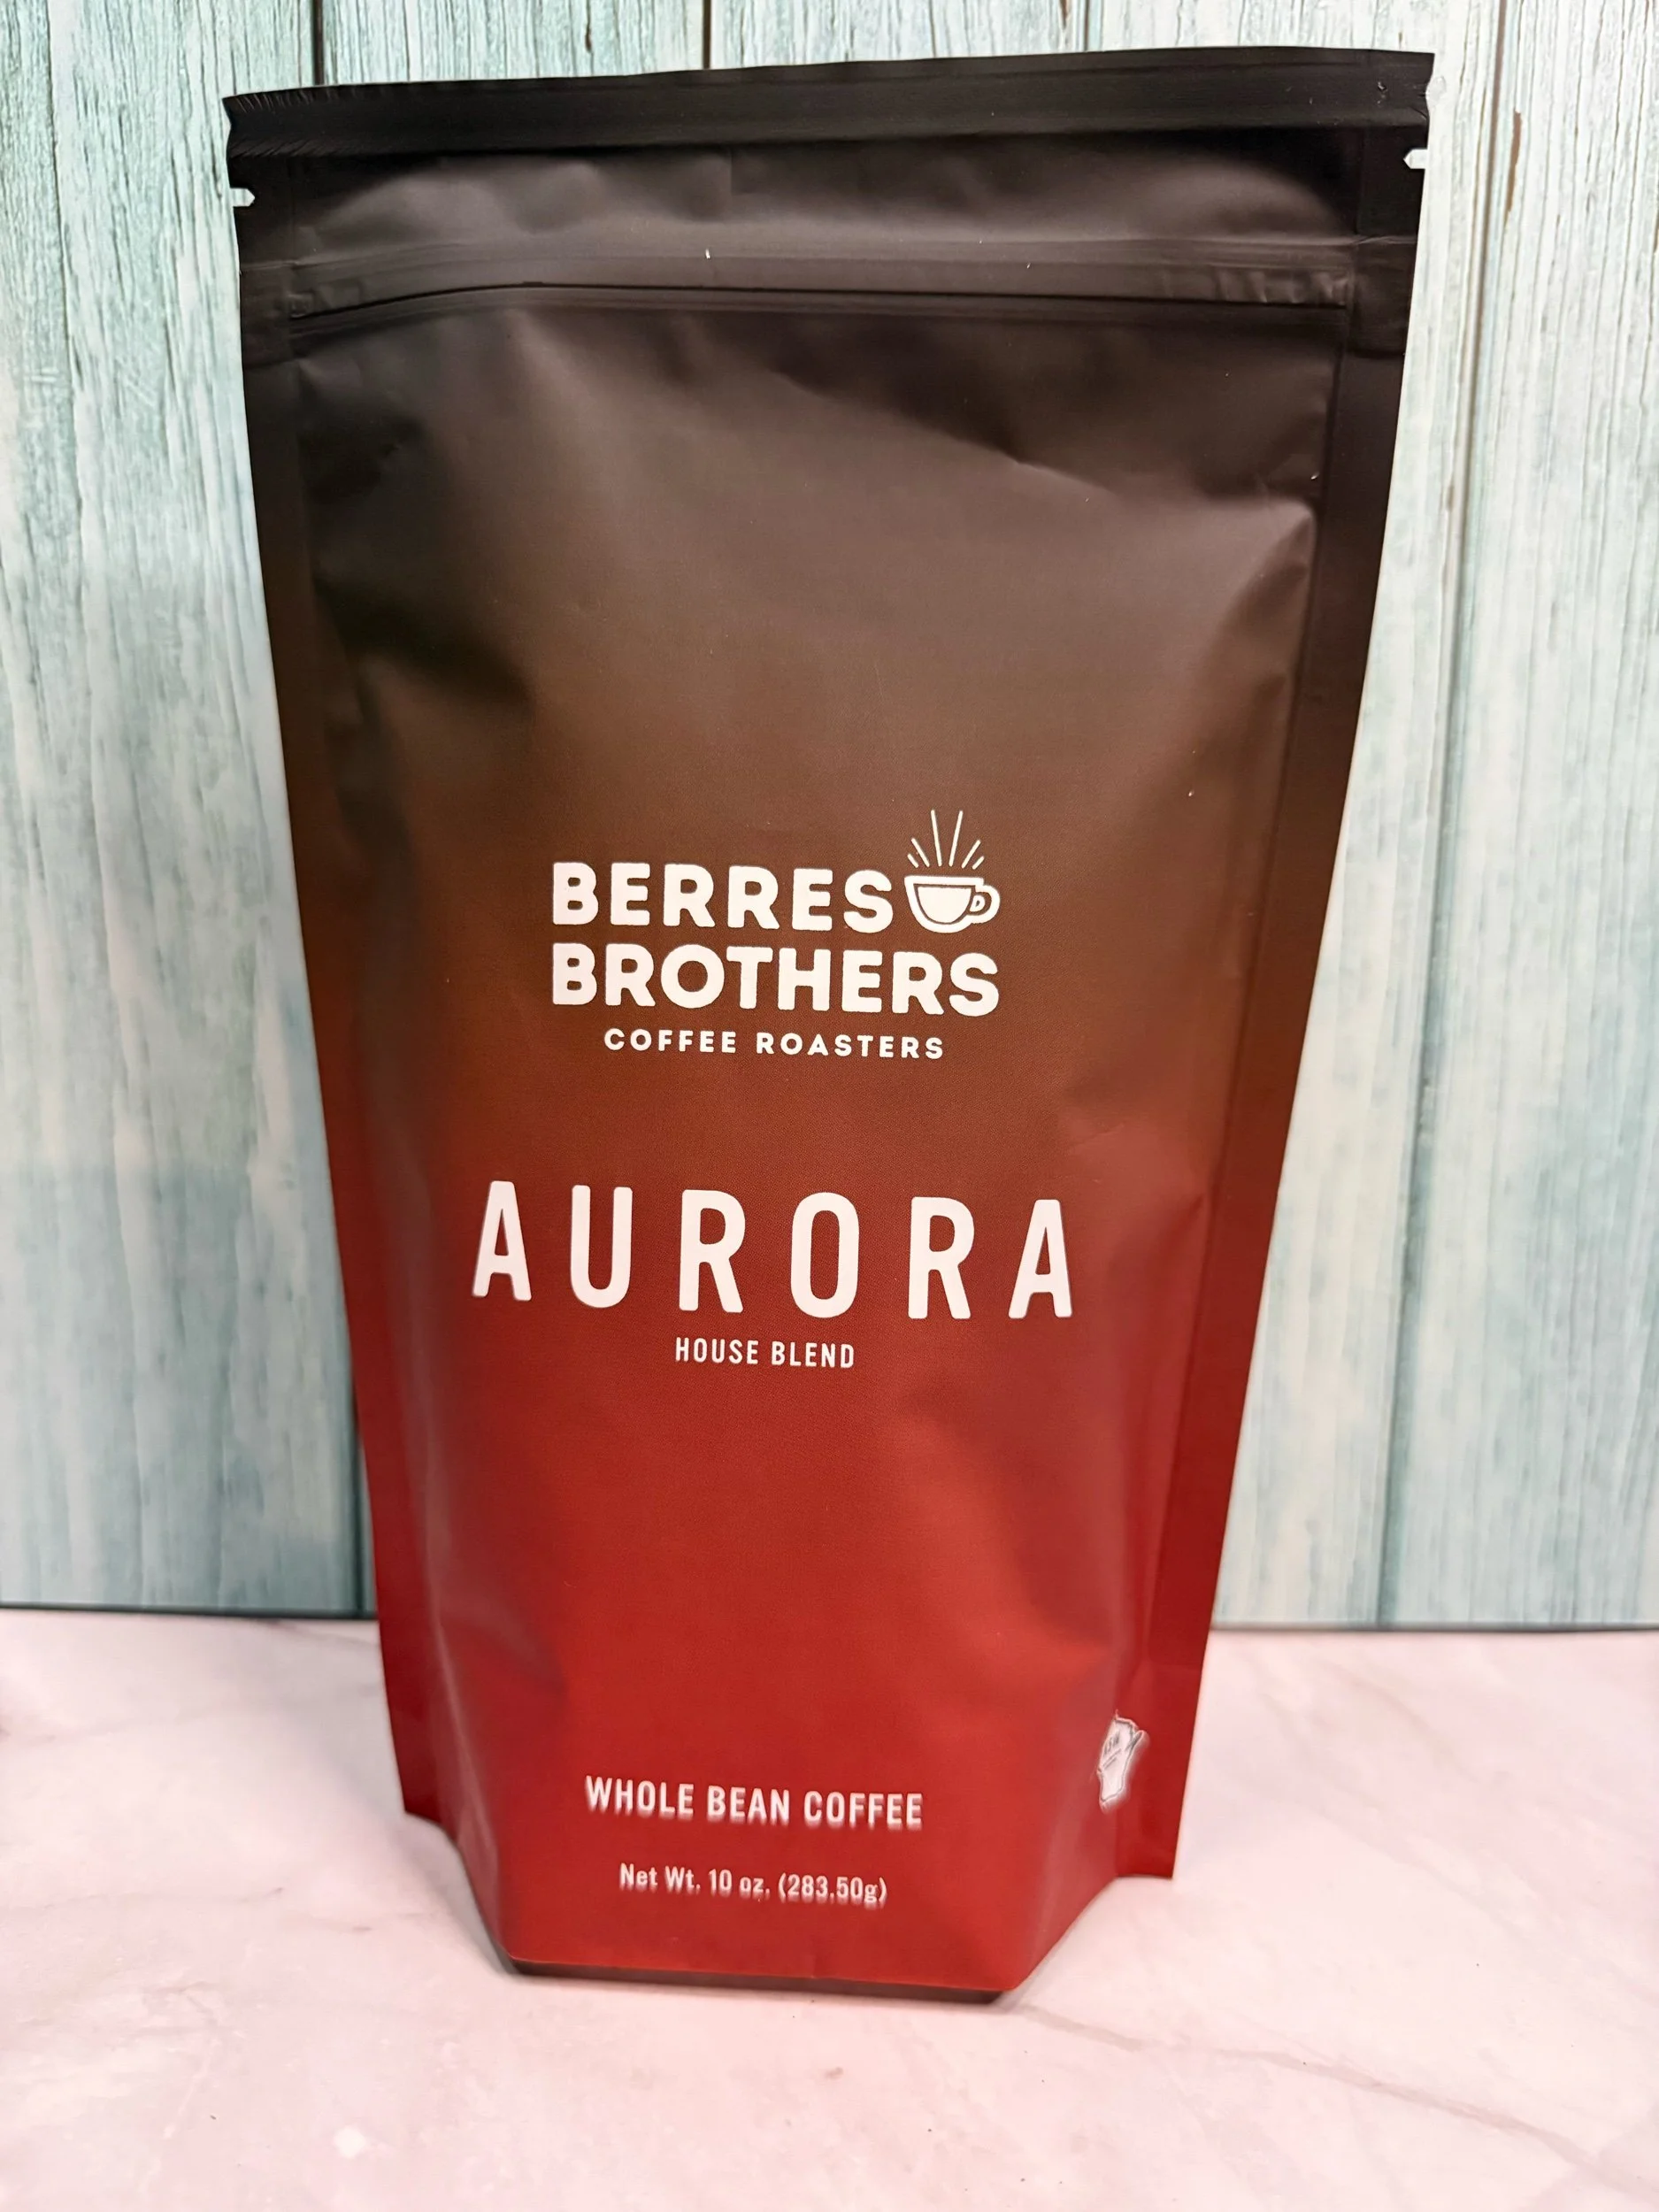 BERRES
BROTHERS
COFFEE ROASTERS
AURORA
HOUSE BLEND
WHOLE BEAN COFFEE
Net Wt. 10 oz. (283.50g)